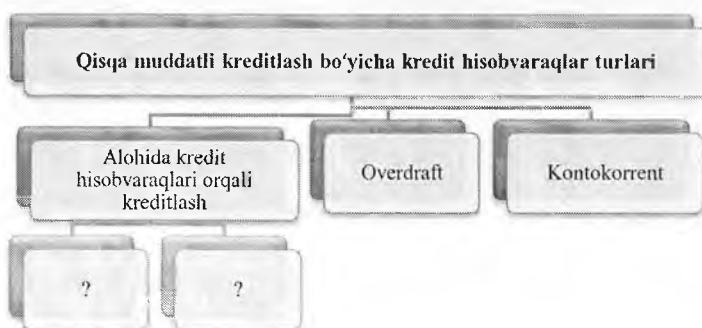 Qisqa muddatli kreditlash bo‘yicha kredit hisobvaraqlar turlari
Alohida kredit
hisobvaraqlari orqali
kreditlash
Overdraft
Kontokorrent
?
?